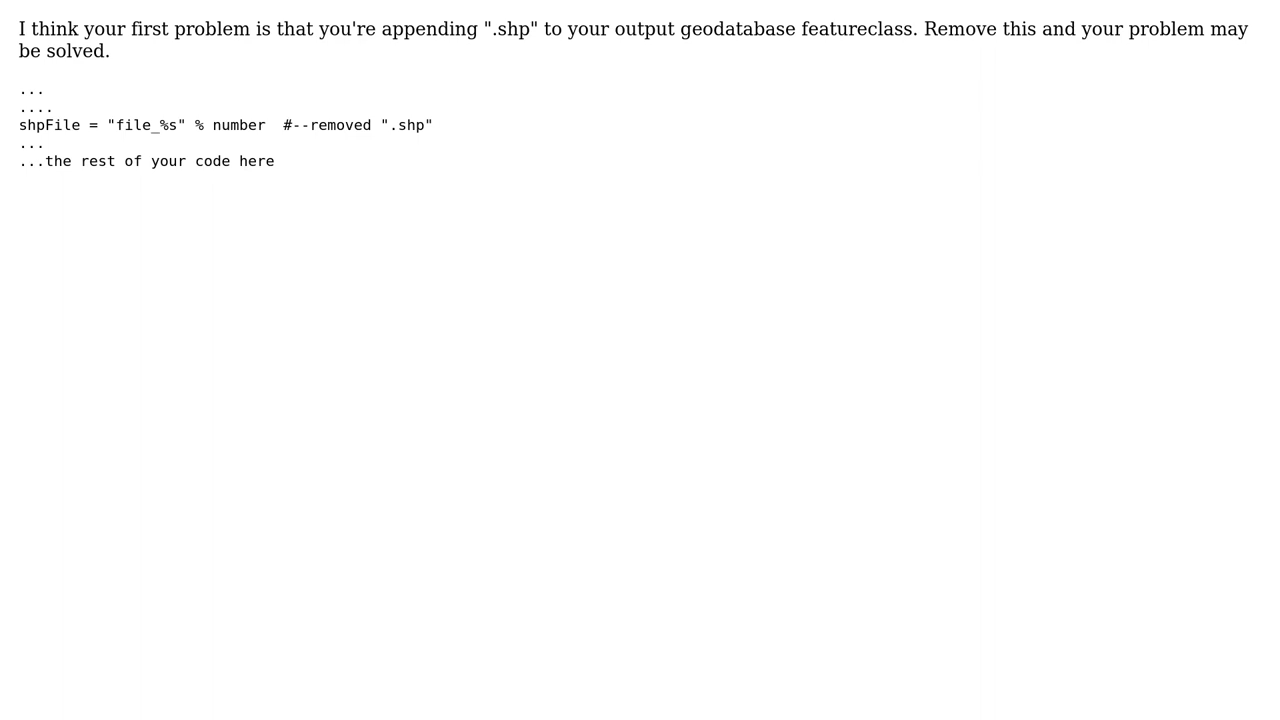 I think your first problem is that you're appending ".shp" to your output geodatabase featureclass. Remove this and your problem may
be solved.
...
....
shpFile = "file_%s" % number  #--removed ".shp"
...
...the rest of your code here